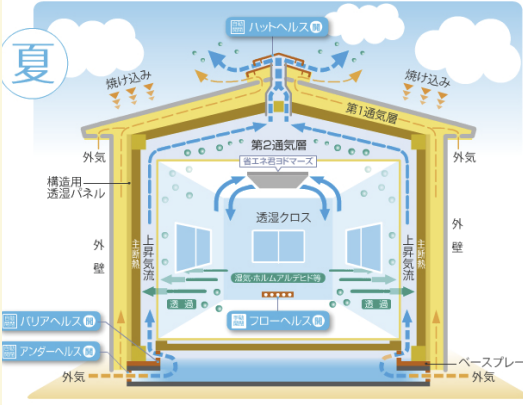 ハットヘルス 開
夏
焼け込み
焼け込み
第1通気層
第2通気層
外気
外気
省エネ君ヨドマーズ
構造用
透湿パネル
透湿クロス
外壁
外壁
主断熱
上昇気流
上昇気流
主断熱
湿気・ホルムアルデヒド等
透過
透過
バリアヘルス 開
フローヘルス 開
アンダーヘルス 開
ベースプレー
外気
外気